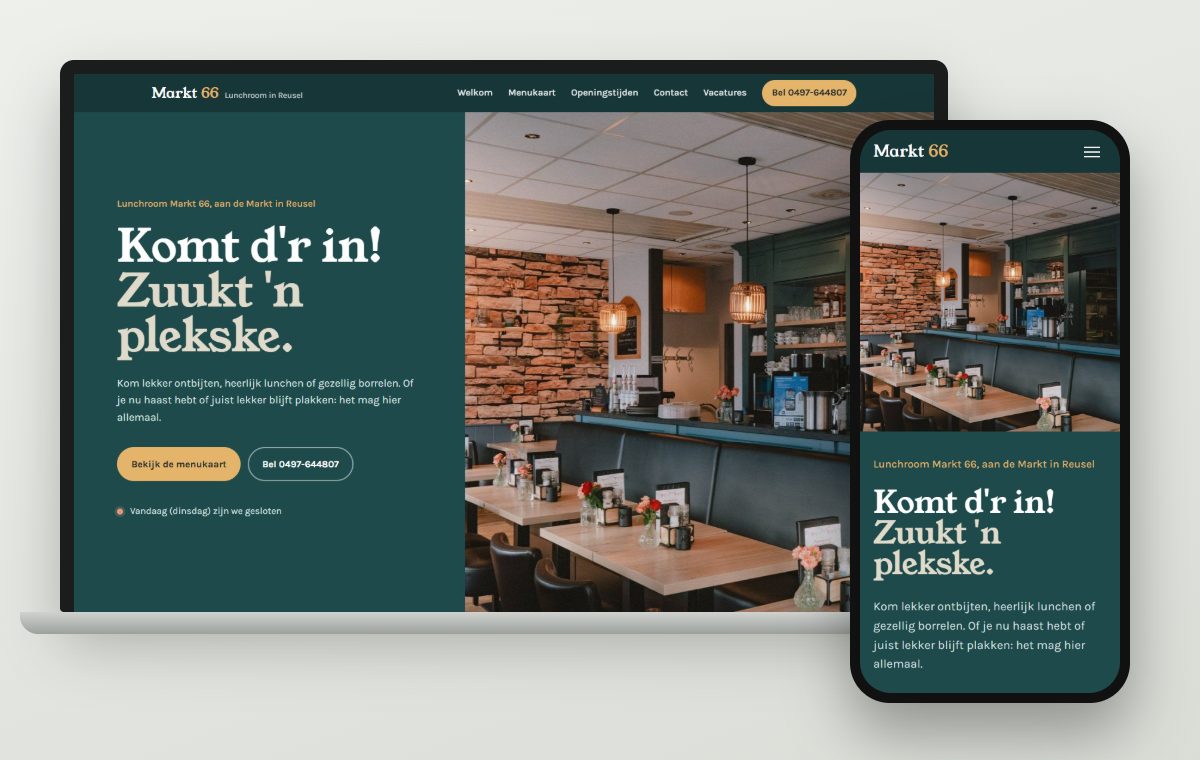 Markt 66 Lunchroom in Reusel
Welkom Menukaart Openingstijden Contact Vacatures Bel 0497-644807
Lunchroom Markt 66, aan de Markt in Reusel
Komt d'r in!
Zuukt 'n
plekske.
Kom lekker ontbijten, heerlijk lunchen of gezellig borrelen. Of
je nu haast hebt of juist lekker blijft plakken: het mag hier
allemaal.
Bekijk de menukaart Bel 0497-644807
Vandaag (dinsdag) zijn we gesloten
Markt 66
Lunchroom Markt 66, aan de Markt in Reusel
Komt d'r in!
Zuukt 'n
plekske.
Kom lekker ontbijten, heerlijk lunchen of
gezellig borrelen. Of je nu haast hebt of
juist lekker blijft plakken: het mag hier
allemaal.